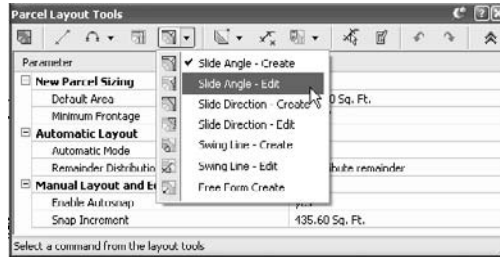 Parcel Layout Tools
Parameter
Slide Angle - Create
New Parcel Sizing
Slide Angle - Edit
Default Area
Slide Direction - Create
0 Sq. Ft.
Minimum Frontage
Slide Direction - Edit
Automatic Layout
Automatic Mode
Swing Line - Create
Remainder Distributio
Swing Line - Edit
bute remainder
Manual Layout and E
Free Form Create
Enable Autosnap
Snap Increment
435.60 Sq. Ft.
Select a command from the layout tools